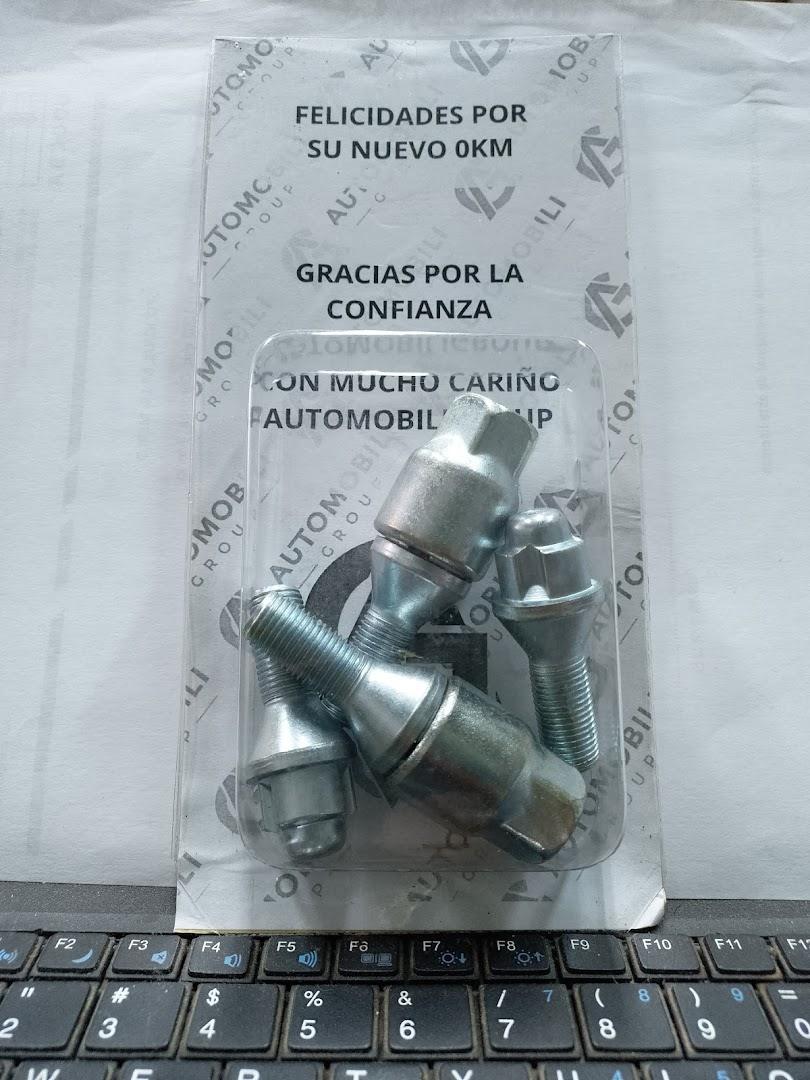 FELICIDADES POR
SU NUEVO 0KM
GRACIAS POR LA
CONFIANZA
CON MUCHO CARIÑO
AUTOMOBILI
AUTOMOBILI
GROUP
F2
F3
F4
F5
F6
F7
F8
F9
F10
F11
"
2
#
3
$
4
%
5
&
6
/ 7
7
( 8
8
) 9
9
=
0